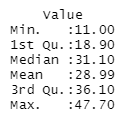 Value
Min. :11.00
1st Qu.:18.90
Median :31.10
Mean :28.99
3rd Qu.:36.10
Max. :47.70